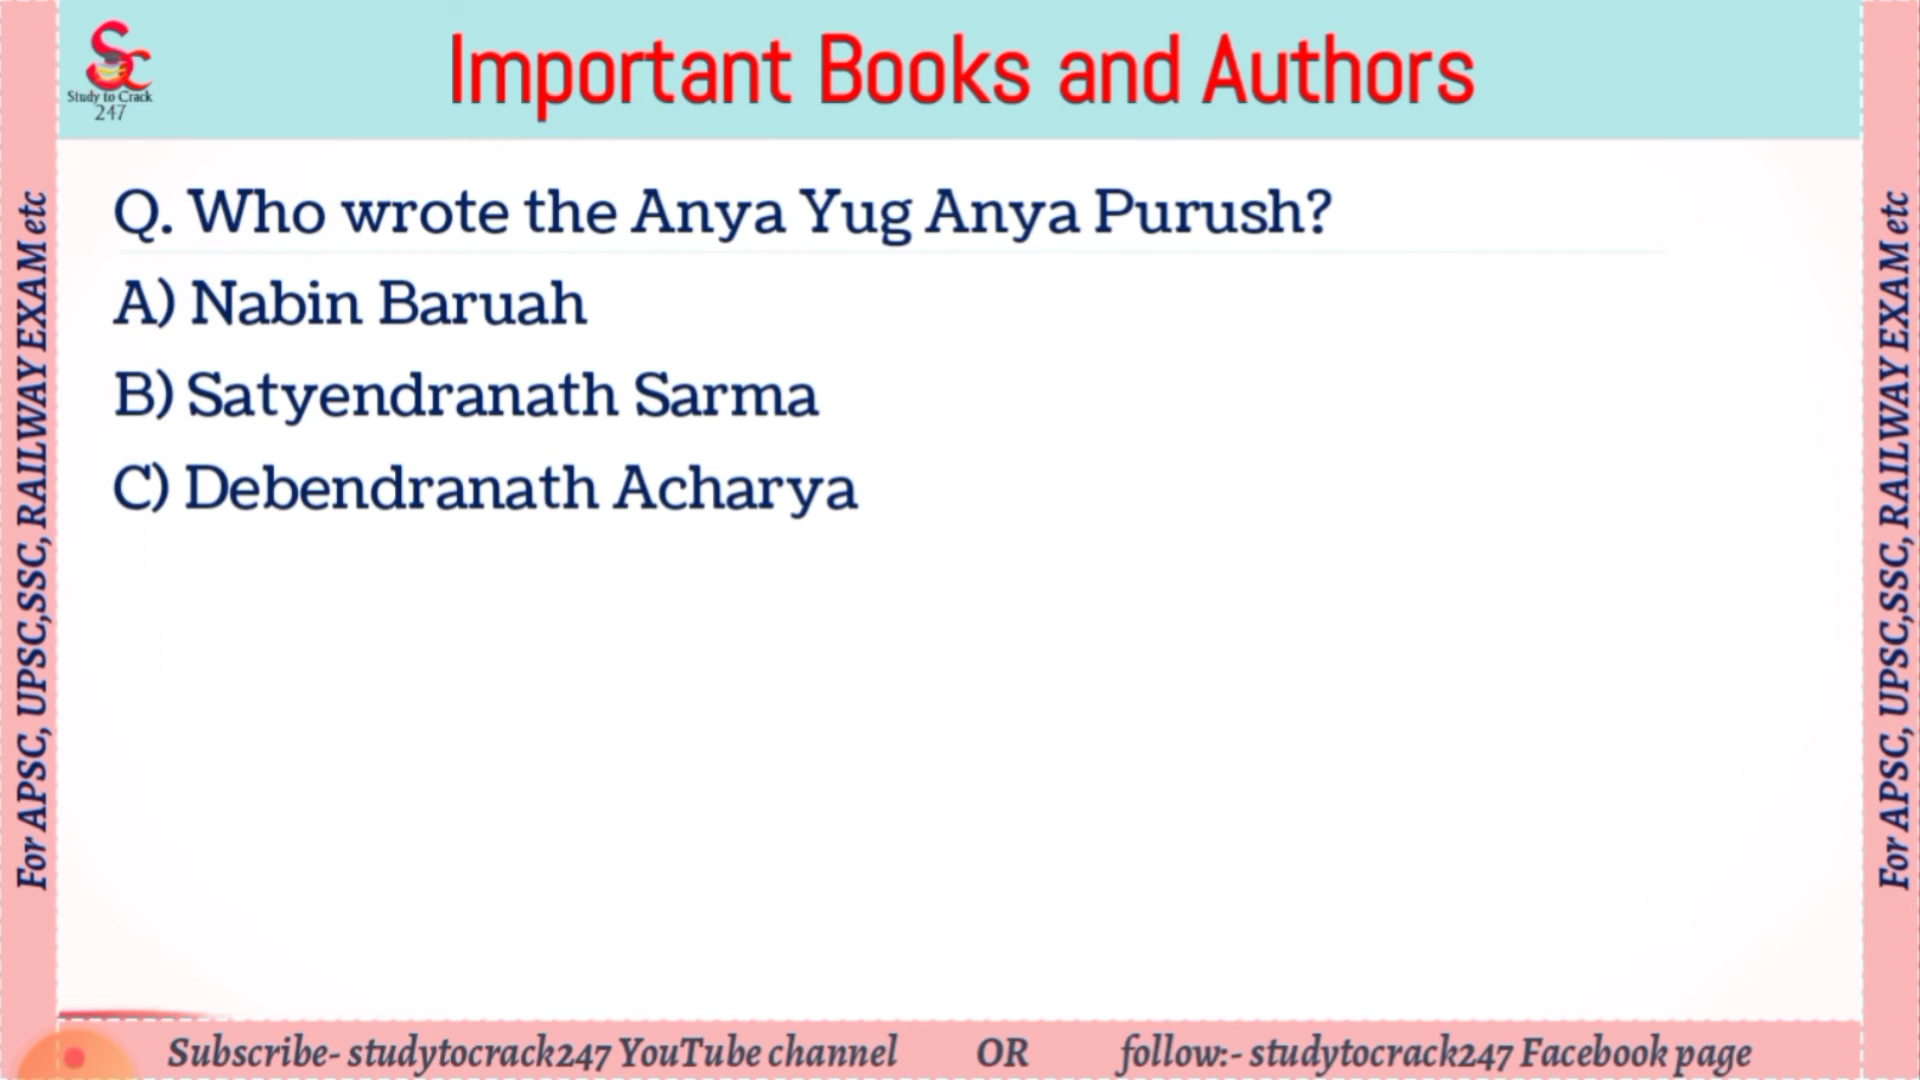 Sc
Study to Crack
247
Important Books and Authors
Q. Who wrote the Anya Yug Anya Purush?
A) Nabin Baruah
B) Satyendranath Sarma
C) Debendranath Acharya
For APSC, UPSC,SSC, RAILWAY EXAM etc
For APSC, UPSC,SSC, RAILWAY EXAM etc
Subscribe- studytocrack247 YouTube channel OR follow:- studytocrack247 Facebook page